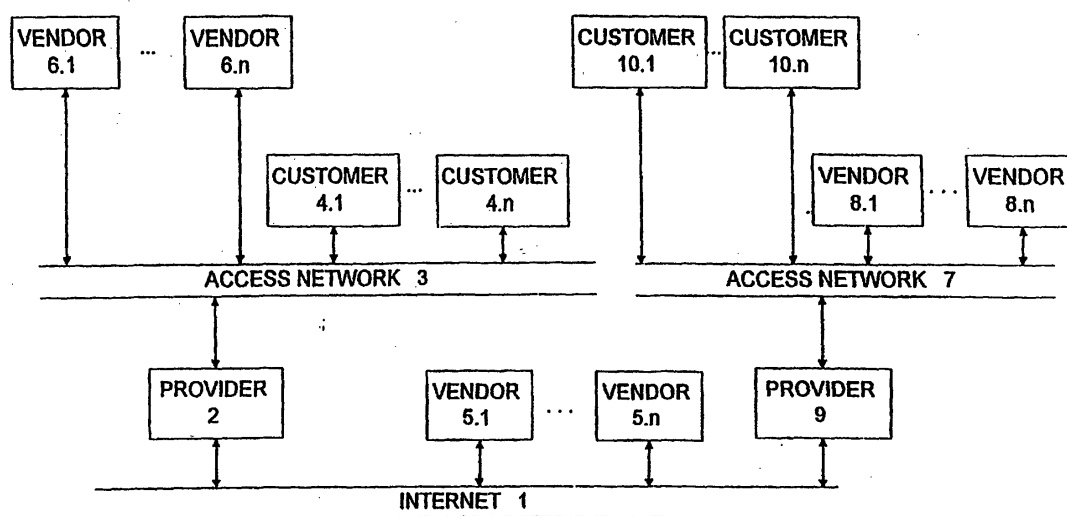 VENDOR
6.1
...
VENDOR
6.n
CUSTOMER
10.1
...
CUSTOMER
10.n
CUSTOMER
4.1
...
CUSTOMER
4.n
VENDOR
8.1
...
VENDOR
8.n
ACCESS NETWORK 3
ACCESS NETWORK 7
PROVIDER
2
VENDOR
5.1
...
VENDOR
5.n
PROVIDER
9
INTERNET 1